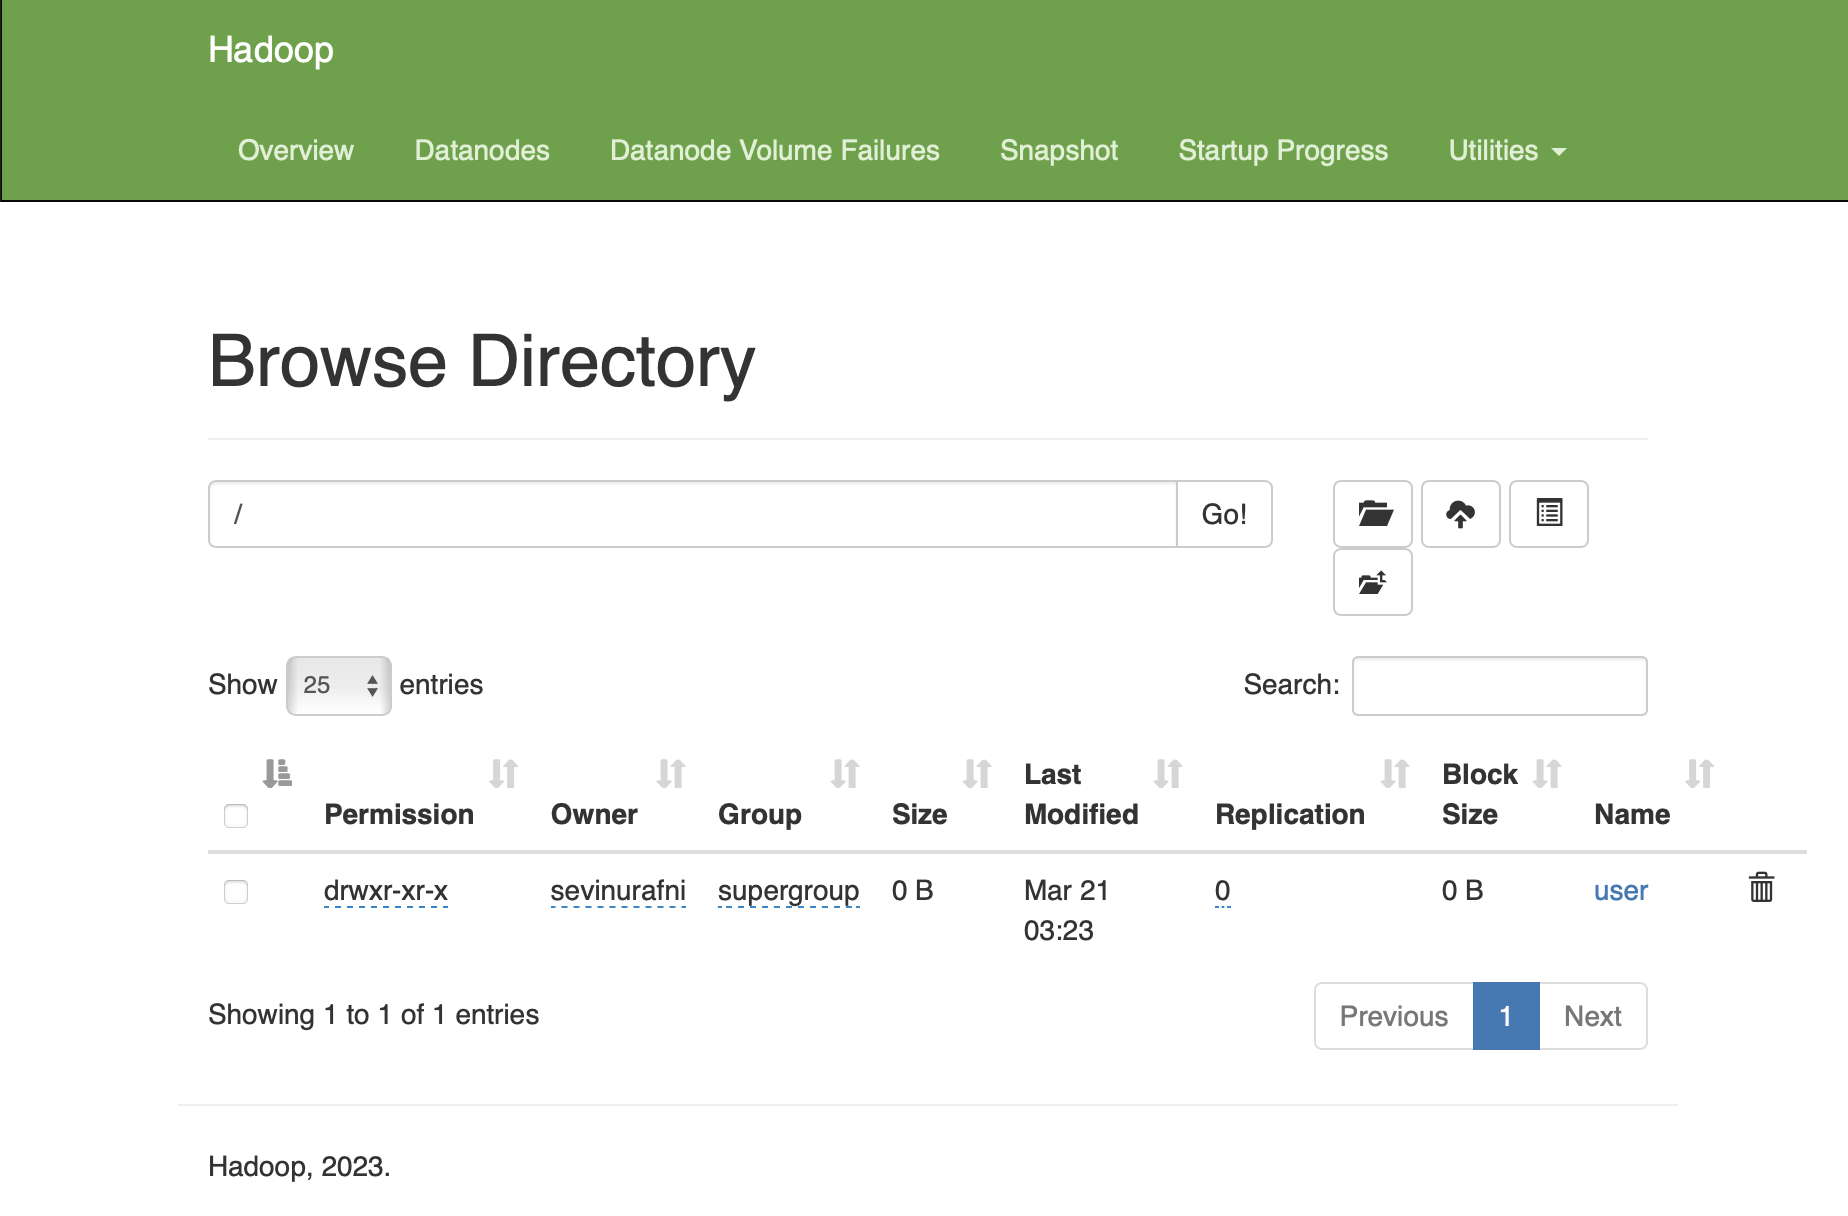 Hadoop
Overview Datanodes Datanode Volume Failures Snapshot Startup Progress Utilities
Browse Directory
/ Go!
Show 25 entries Search:
Permission Owner Group Size Last Modified Replication Block Size Name
drwxr-xr-x sevinurafni supergroup 0 B Mar 21 03:23 0 0 B user
Showing 1 to 1 of 1 entries Previous 1 Next
Hadoop, 2023.